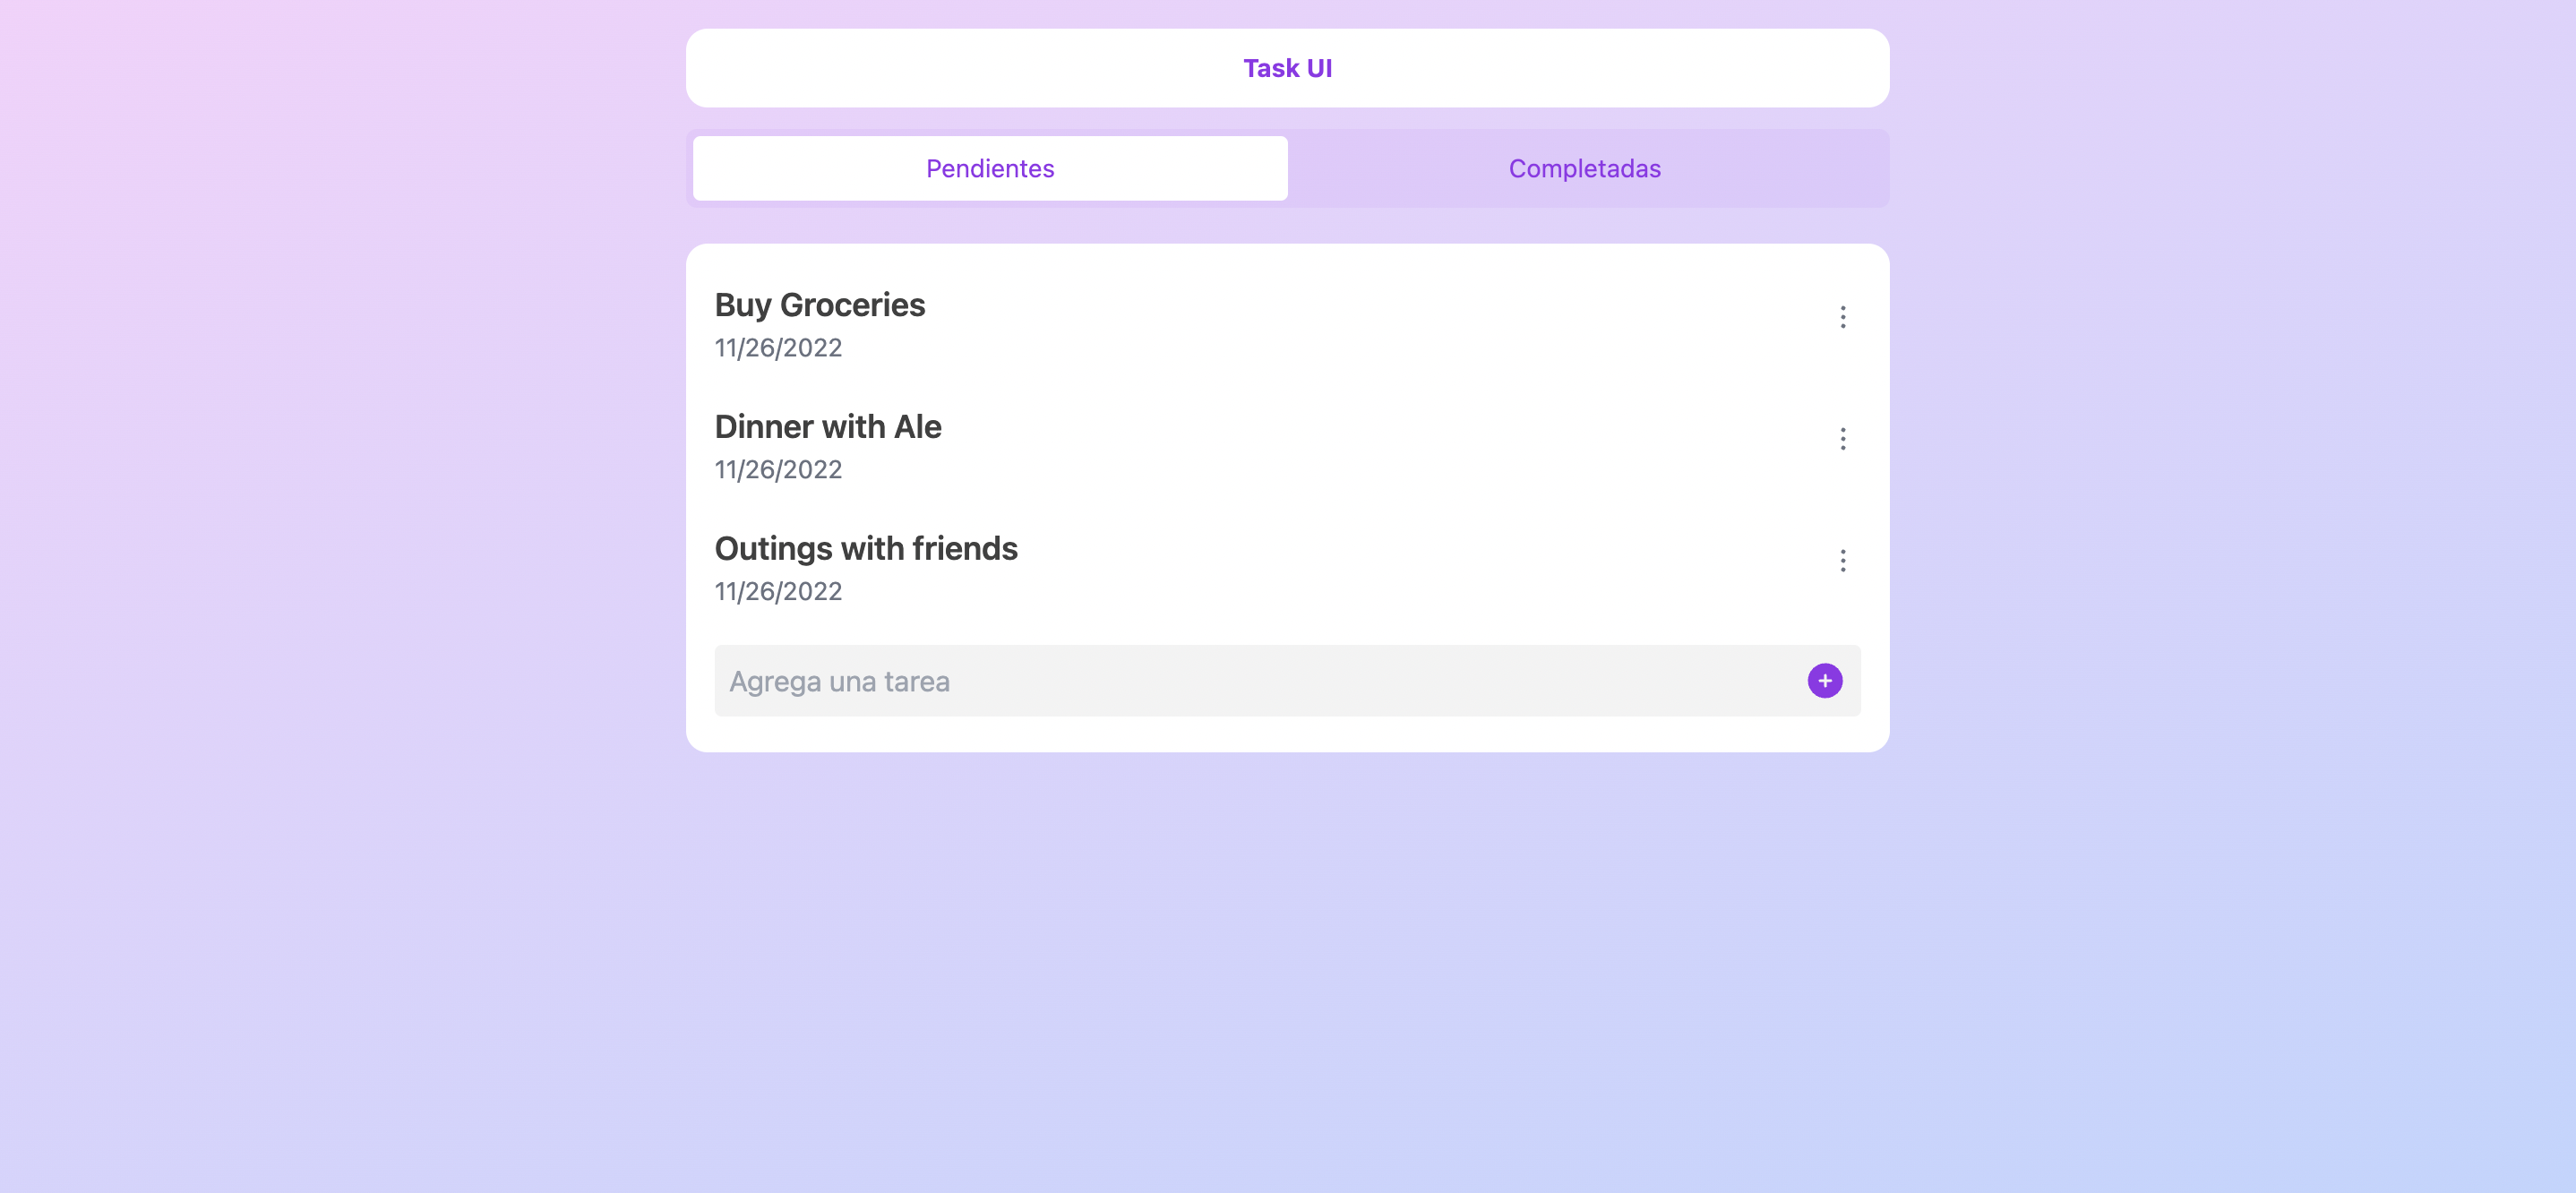 Task UI
Pendientes
Completadas
Buy Groceries
11/26/2022
Dinner with Ale
11/26/2022
Outings with friends
11/26/2022
Agrega una tarea